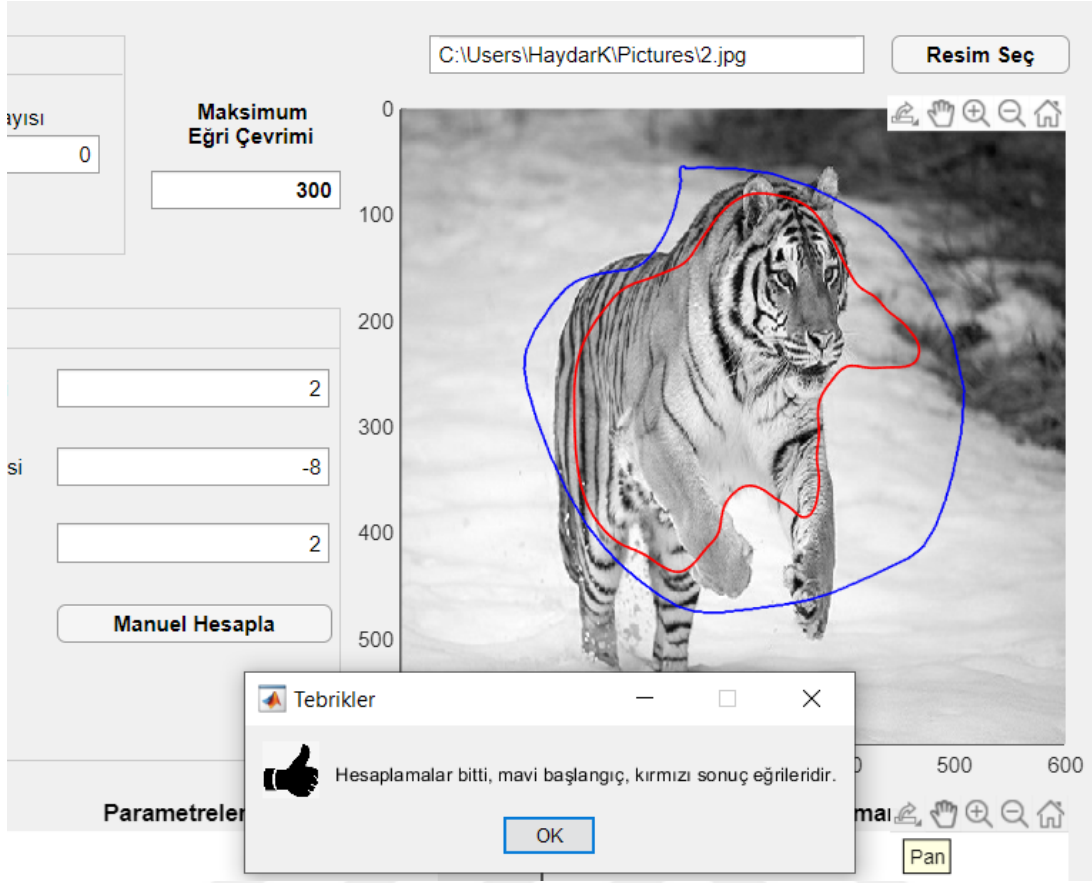 C:\Users\HaydarK\Pictures\2.jpg
Resim Seç
ayısı
0
Maksimum
Eğri Çevrimi
300
0
100
200
300
400
500
2
si
-8
2
Manuel Hesapla
500
600
Tebrikler
Hesaplamalar bitti, mavi başlangıç, kırmızı sonuç eğrileridir.
OK
Parametreler
Pan